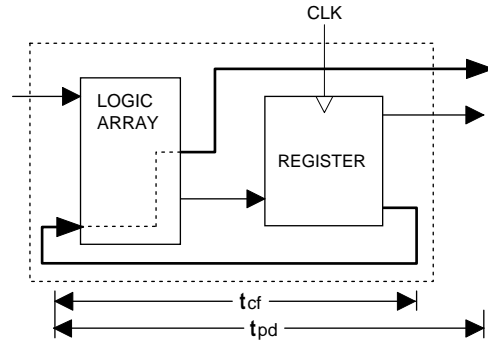 CLK
LOGIC
ARRAY
REGISTER
tcf
tpd